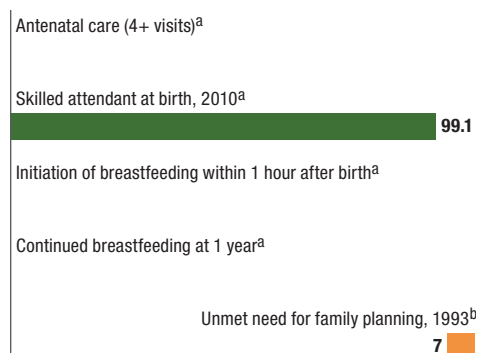 Antenatal care (4+ visits)a
Skilled attendant at birth, 2010a
99.1
Initiation of breastfeeding within 1 hour after birtha
Continued breastfeeding at 1 yeara
Unmet need for family planning, 1993b
7